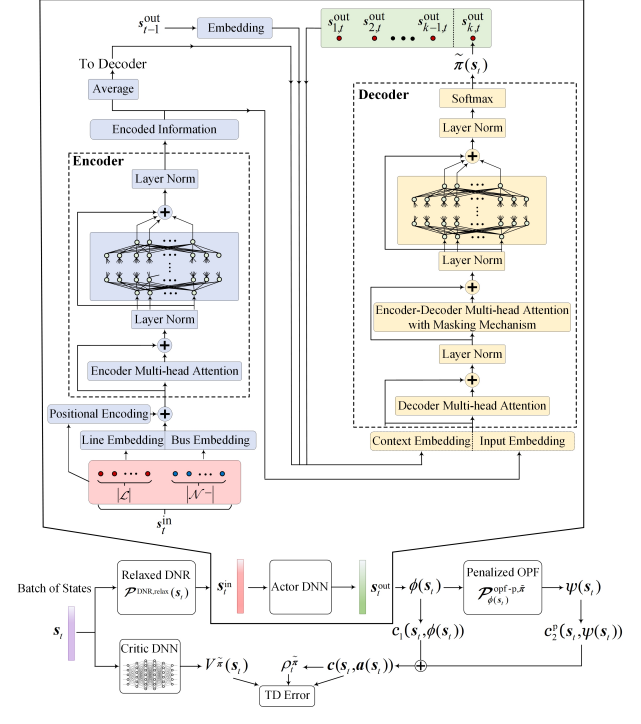 s_{t-1}^{out}
Embedding
s_{1,t}^{out} s_{2,t}^{out} ••• s_{k-1,t}^{out} s_{k,t}^{out}
To Decoder
π̃(s_t)
Average
Decoder
Softmax
Encoded Information
Layer Norm
Encoder
Layer Norm
Layer Norm
Layer Norm
Encoder-Decoder Multi-head Attention
with Masking Mechanism
Encoder Multi-head Attention
Layer Norm
Positional Encoding
Decoder Multi-head Attention
Line Embedding Bus Embedding
Context Embedding Input Embedding
|ℒ| |𝒩⁻|
s_t^{in}
Batch of States
Relaxed DNR
𝒫^{DNR,relax}(s_t)
s_t^{in}
Actor DNN
s_t^{out}
ϕ(s_t)
Penalized OPF
𝒫_{ϕ(s_t)}^{opf-p,π̃}
ψ(s_t)
s_t
c_1(s_t,ϕ(s_t))
c_2^p(s_t,ψ(s_t))
Critic DNN
V^{π̃}(s_t)
ρ_t^{π̃}
c(s_t,a(s_t))
TD Error